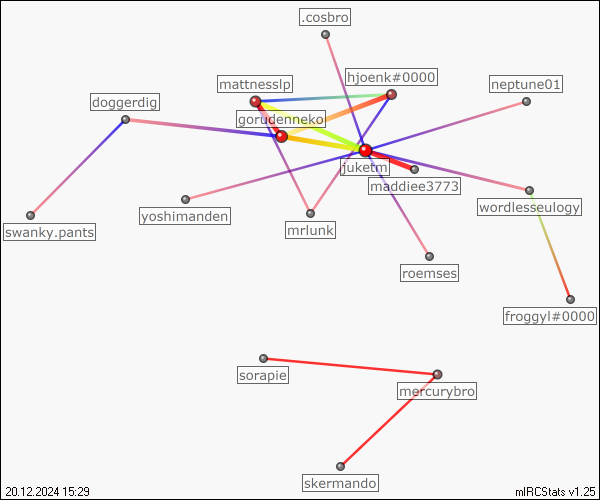 .cosbro
mattnesslp
hjoenk#0000
neptune01
doggerdig
gorudenneko
juketm
maddiee3773
wordlesseulogy
yoshimanden
mrlunk
swanky.pants
roemses
froggyl#0000
sorapie
mercurybro
skermando
20.12.2024 15:29
mIRCStats v1.25